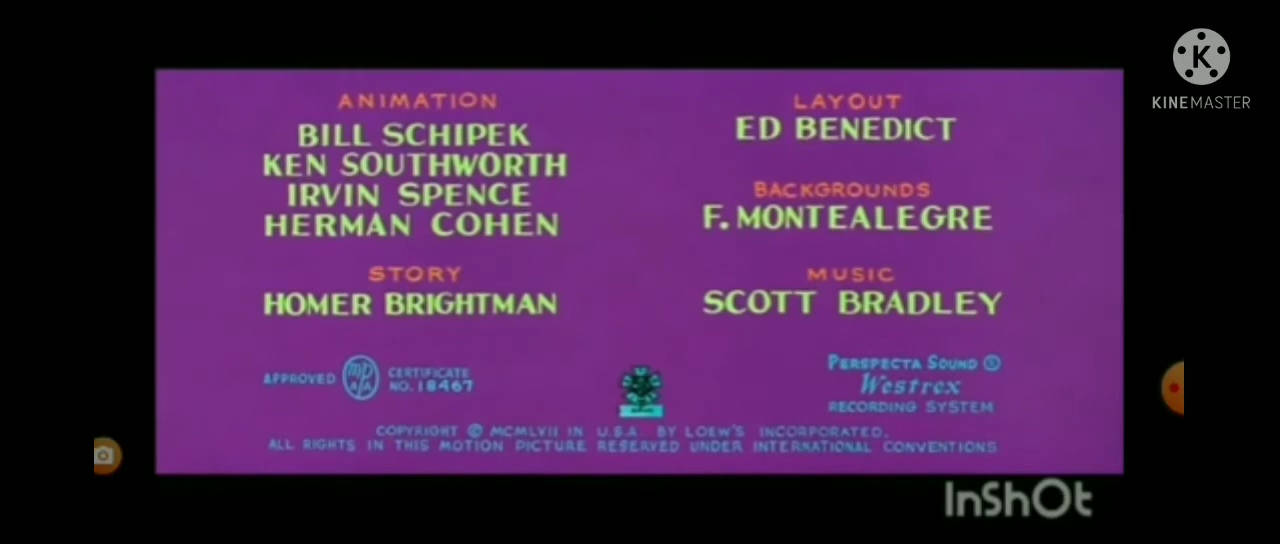 K
KINEMASTER
ANIMATION
BILL SCHIPEK
KEN SOUTHWORTH
IRVIN SPENCE
HERMAN COHEN
STORY
HOMER BRIGHTMAN
LAYOUT
ED BENEDICT
BACKGROUNDS
F. MONTEALEGRE
MUSIC
SCOTT BRADLEY
APPROVED MPAA CERTIFICATE
NO. 18467
PERSPECTA SOUND
Westrex
RECORDING SYSTEM
COPYRIGHT © MCMLVII IN U.S.A. BY LOEW'S INCORPORATED.
ALL RIGHTS IN THIS MOTION PICTURE RESERVED UNDER INTERNATIONAL CONVENTIONS
InShOt